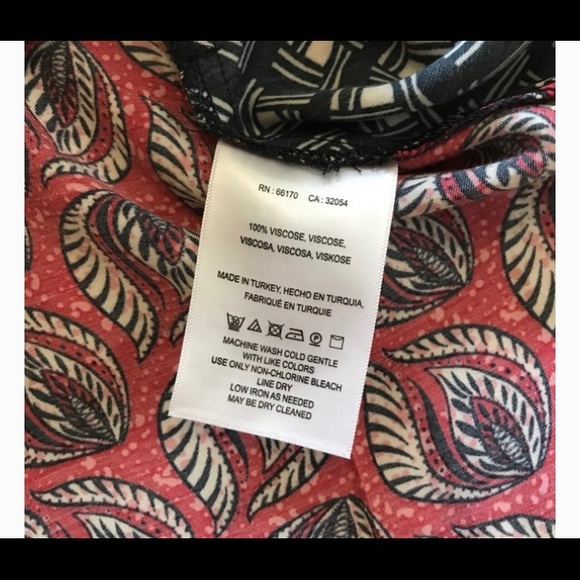 RN : 66170 CA : 32054
100% VISCOSE, VISCOSE,
VISCOSA, VISCOSA, VISKOSE
MADE IN TURKEY, HECHO EN TURQUIA,
FABRIQUÉ EN TURQUIE
MACHINE WASH COLD GENTLE
WITH LIKE COLORS
USE ONLY NON-CHLORINE BLEACH
LINE DRY
LOW IRON AS NEEDED
MAY BE DRY CLEANED